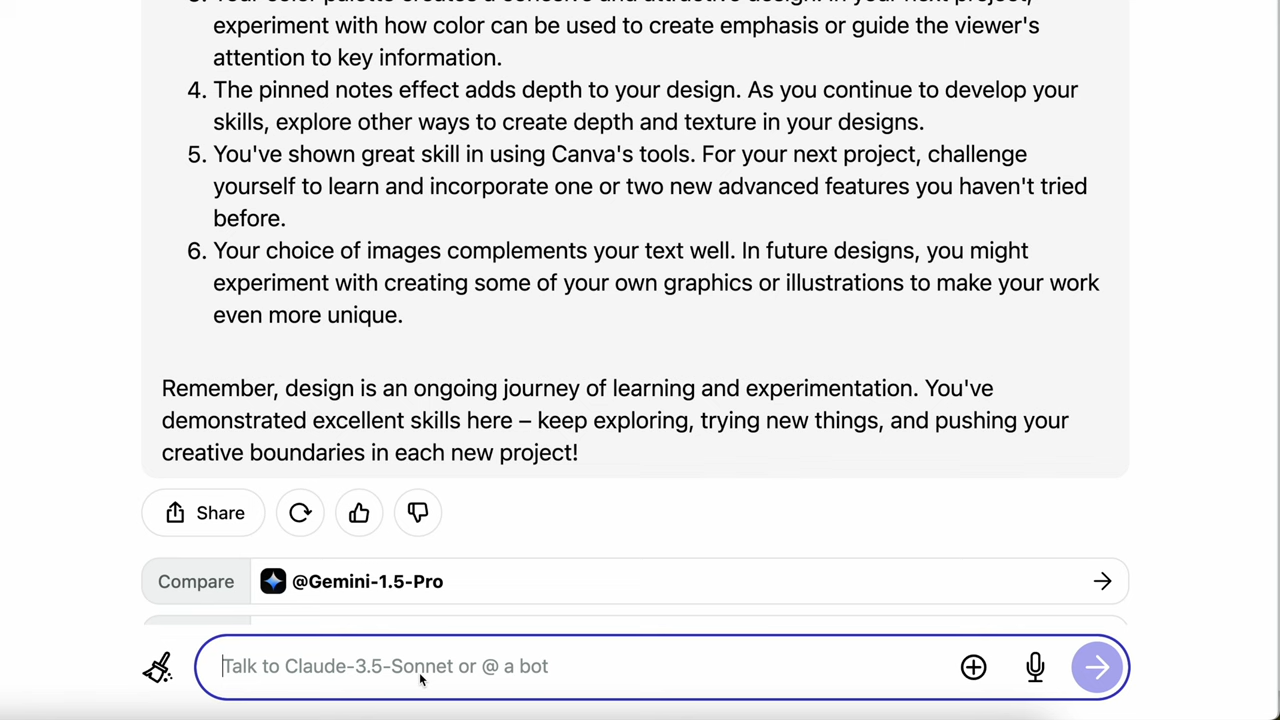 experiment with how color can be used to create emphasis or guide the viewer's
attention to key information.
4. The pinned notes effect adds depth to your design. As you continue to develop your
skills, explore other ways to create depth and texture in your designs.
5. You've shown great skill in using Canva's tools. For your next project, challenge
yourself to learn and incorporate one or two new advanced features you haven't tried
before.
6. Your choice of images complements your text well. In future designs, you might
experiment with creating some of your own graphics or illustrations to make your work
even more unique.
Remember, design is an ongoing journey of learning and experimentation. You've
demonstrated excellent skills here – keep exploring, trying new things, and pushing your
creative boundaries in each new project!
Share
Compare @Gemini-1.5-Pro
Talk to Claude-3.5-Sonnet or @ a bot